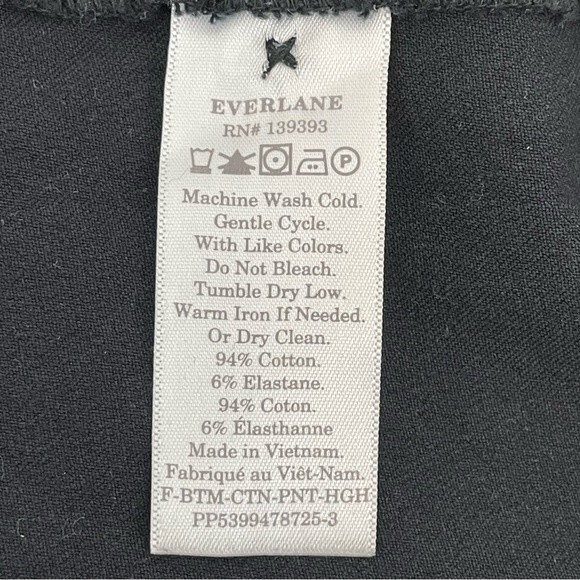 EVERLANE
RN# 139393
P
Machine Wash Cold.
Gentle Cycle.
With Like Colors.
Do Not Bleach.
Tumble Dry Low.
Warm Iron If Needed.
Or Dry Clean.
94% Cotton.
6% Elastane.
94% Coton.
6% Élasthanne
Made in Vietnam.
Fabriqué au Viêt-Nam.
F-BTM-CTN-PNT-HGH
PP5399478725-3